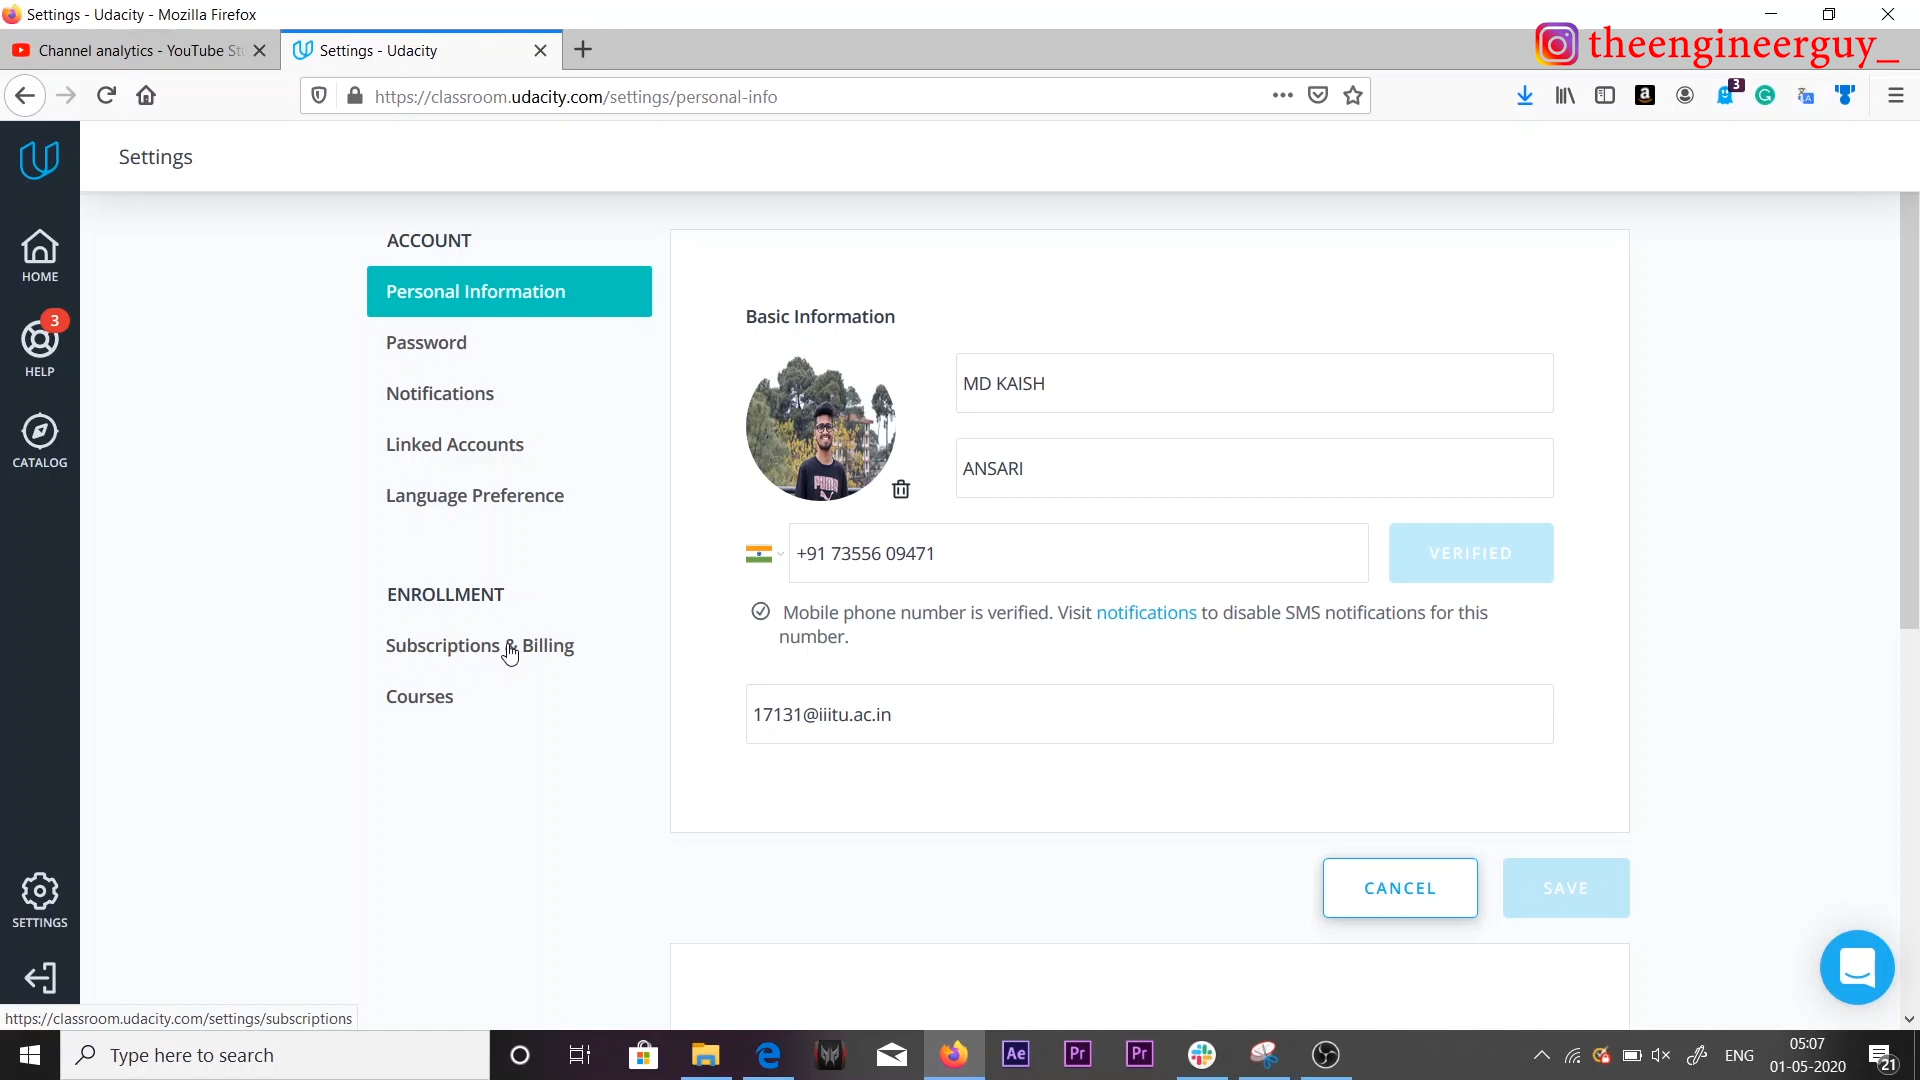 Settings - Udacity - Mozilla Firefox
Channel analytics - YouTube St
Settings - Udacity
theengineerguy_
https://classroom.udacity.com/settings/personal-info
3
Settings
HOME
3
HELP
CATALOG
SETTINGS
ACCOUNT
Personal Information
Password
Notifications
Linked Accounts
Language Preference
ENROLLMENT
Subscriptions & Billing
Courses
Basic Information
MD KAISH
ANSARI
+91 73556 09471
VERIFIED
Mobile phone number is verified. Visit notifications to disable SMS notifications for this
number.
17131@iiitu.ac.in
CANCEL
SAVE
https://classroom.udacity.com/settings/subscriptions
Type here to search
Ae
Pr
Pr
ENG
05:07
01-05-2020
21